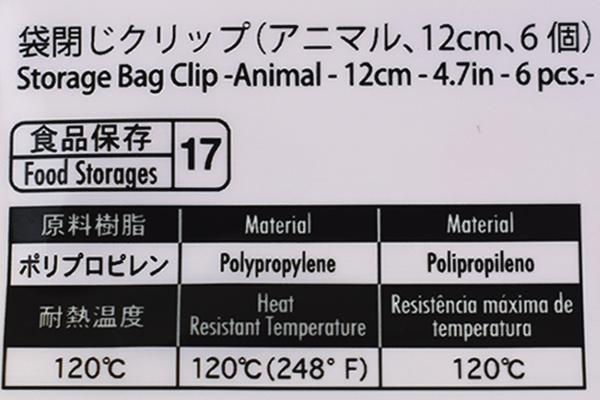 袋閉じクリップ(アニマル、12cm、6個)
Storage Bag Clip -Animal - 12cm - 4.7in - 6 pcs.-
食品保存
Food Storages
17
原料樹脂 Material Material
ポリプロピレン Polypropylene Polipropileno
耐熱温度 Heat Resistant Temperature Resistência máxima de temperatura
120℃ 120℃(248° F) 120℃